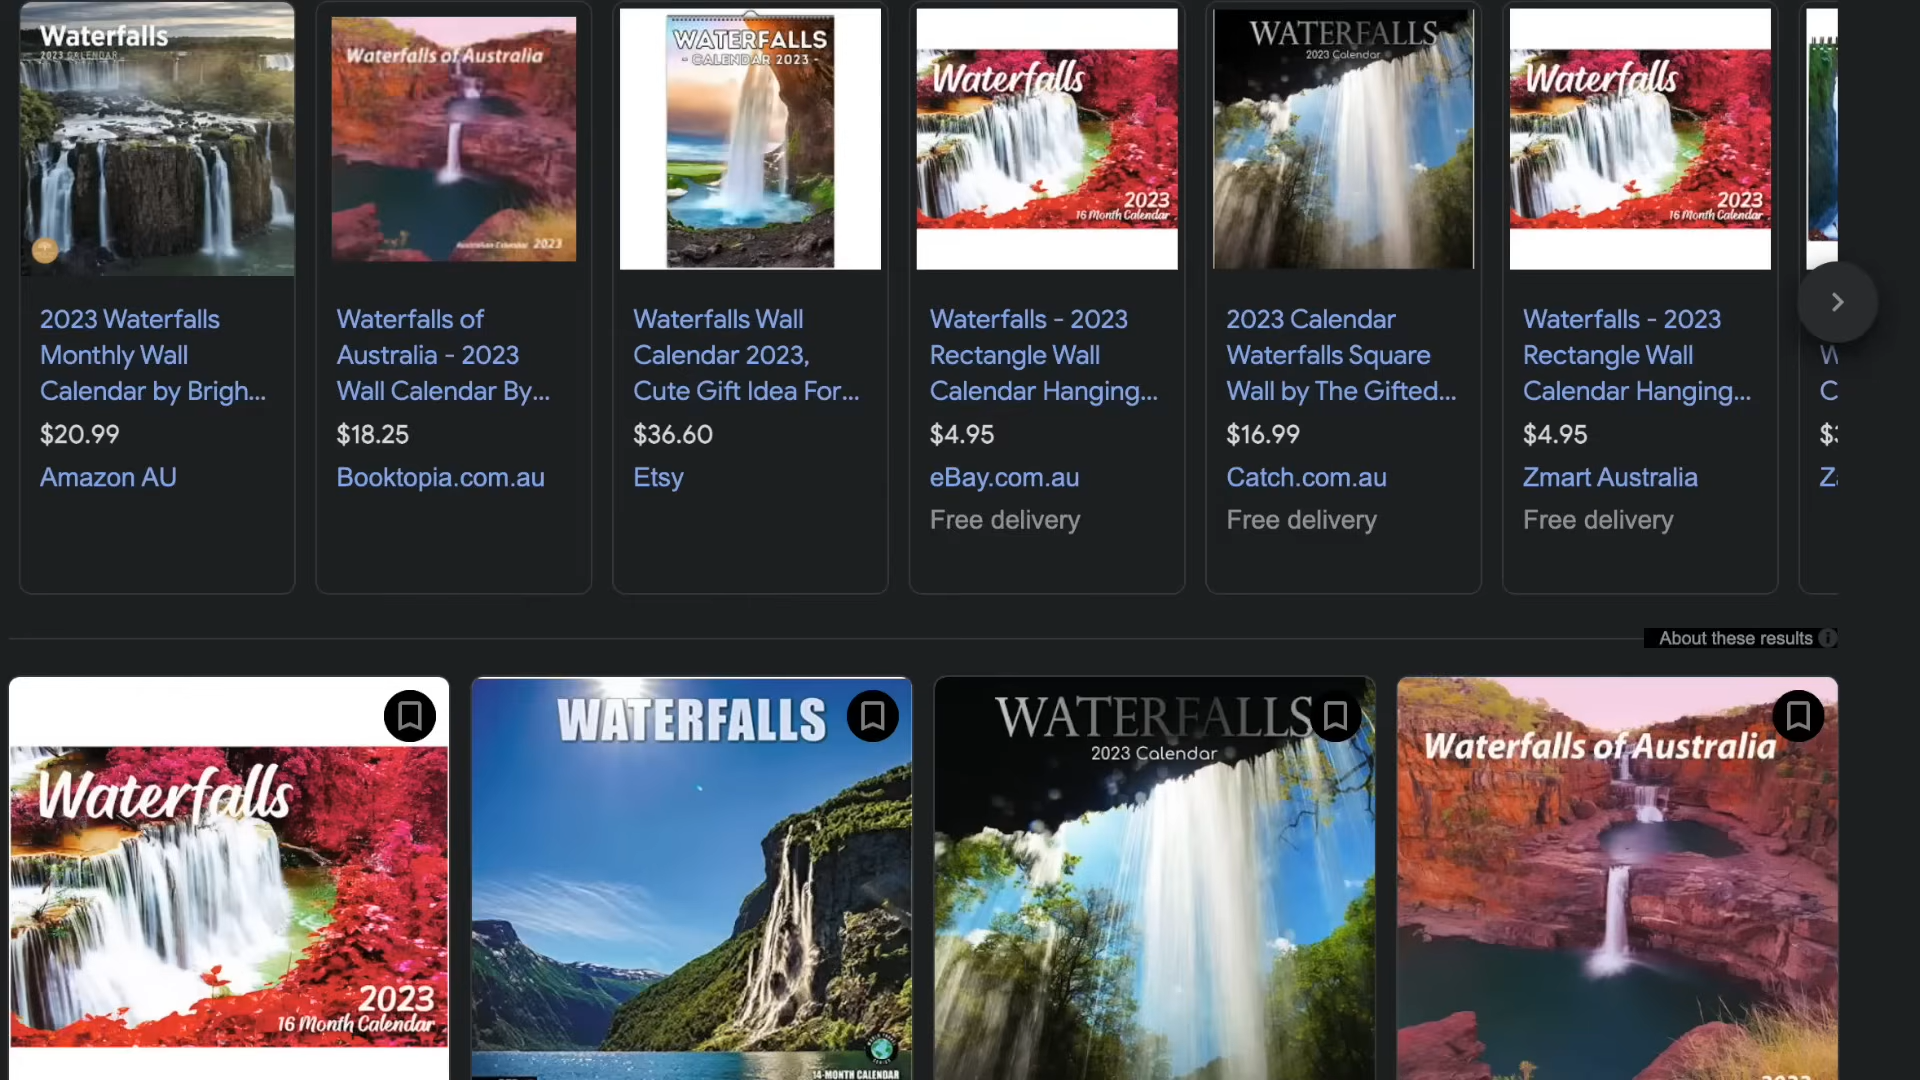 Waterfalls
2023 CALENDAR
Waterfalls of Australia
Australian Calendar 2023
WATERFALLS
- CALENDAR 2023 -
Waterfalls
2023
16 Month Calendar
WATERFALLS
2023 Calendar
Waterfalls
2023
16 Month Calendar
2023 Waterfalls
Monthly Wall
Calendar by Brigh...
$20.99
Amazon AU
Waterfalls of
Australia - 2023
Wall Calendar By...
$18.25
Booktopia.com.au
Waterfalls Wall
Calendar 2023,
Cute Gift Idea For...
$36.60
Etsy
Waterfalls - 2023
Rectangle Wall
Calendar Hanging...
$4.95
eBay.com.au
Free delivery
2023 Calendar
Waterfalls Square
Wall by The Gifted...
$16.99
Catch.com.au
Free delivery
Waterfalls - 2023
Rectangle Wall
Calendar Hanging...
$4.95
Zmart Australia
Free delivery
About these results
Waterfalls
2023
16 Month Calendar
WATERFALLS
14-MONTH CALENDAR
WATERFALLS
2023 Calendar
Waterfalls of Australia